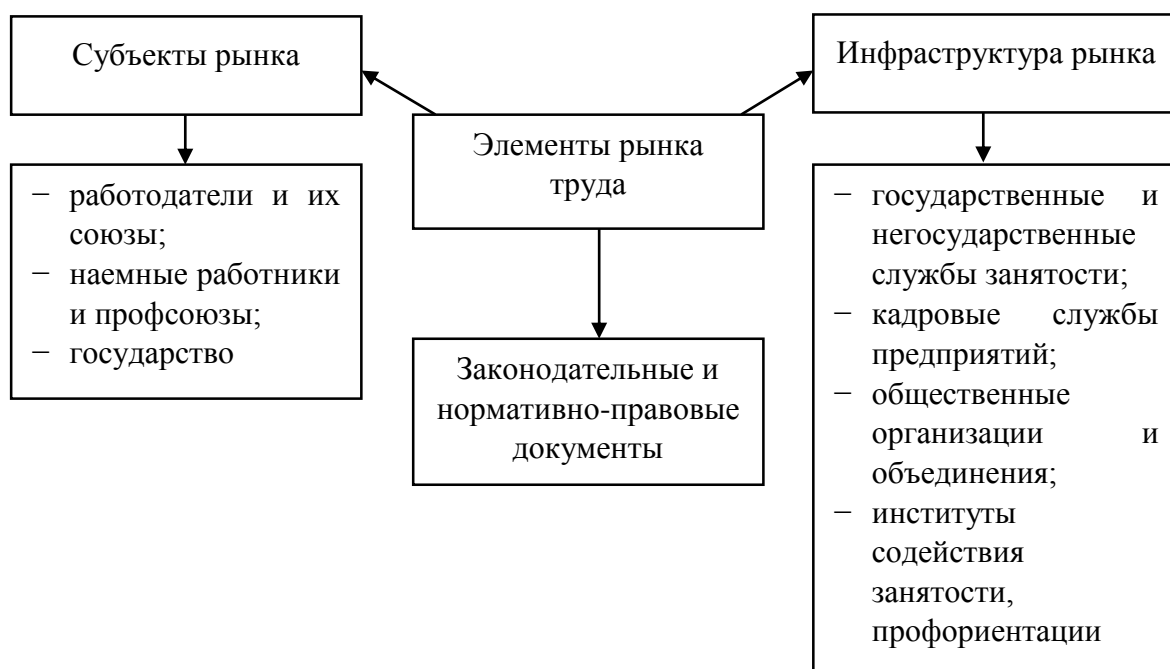 Субъекты рынка
Инфраструктура рынка
Элементы рынка
труда
− работодатели и их
союзы;
− наемные работники
и профсоюзы;
− государство
Законодательные и
нормативно-правовые
документы
− государственные и
негосударственные
службы занятости;
− кадровые службы
предприятий;
− общественные
организации и
объединения;
− институты
содействия
занятости,
профориентации